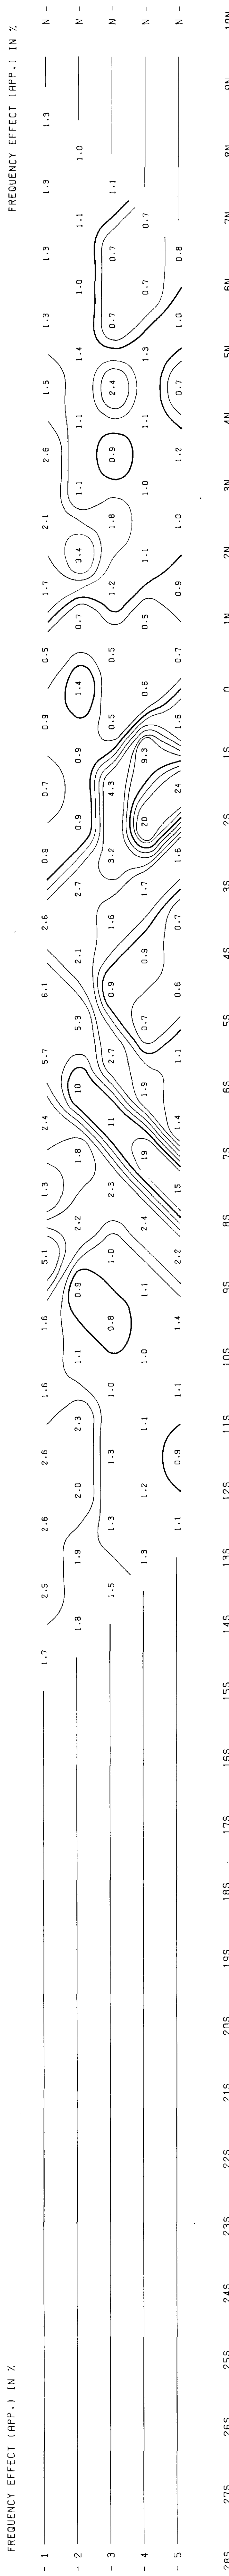 FREQUENCY EFFECT (APP.) IN % FREQUENCY EFFECT (APP.) IN %
- 1 1.7 2.5 2.6 2.6 1.6 1.6 5.1 1.3 2.4 5.7 6.1 2.6 0.9 0.7 0.9 0.5 1.7 2.1 2.6 1.5 1.3 1.3 1.3 1.3 N -
- 2 1.8 1.9 2.0 2.3 1.1 0.9 2.2 1.8 10 5.3 2.1 2.7 0.9 0.9 1.4 0.7 3.4 1.1 1.1 1.4 1.0 1.1 1.0 N -
- 3 1.5 1.3 1.3 1.0 0.8 1.0 2.3 11 2.7 0.9 1.6 3.2 4.3 0.5 0.5 1.2 1.8 0.9 2.4 0.7 0.7 1.1 N -
- 4 1.3 1.2 1.1 1.0 1.1 2.4 19 1.9 0.7 0.9 1.7 20 9.3 0.6 0.5 1.1 1.0 1.1 1.3 0.7 0.7 N -
- 5 1.1 0.9 1.1 1.4 2.2 15 1.4 1.1 0.6 0.7 1.6 24 1.6 0.7 0.9 1.0 1.2 0.7 1.0 0.8 N -
28S 27S 26S 25S 24S 23S 22S 21S 20S 19S 18S 17S 16S 15S 14S 13S 12S 11S 10S 9S 8S 7S 6S 5S 4S 3S 2S 1S 0 1N 2N 3N 4N 5N 6N 7N 8N 9N 10N